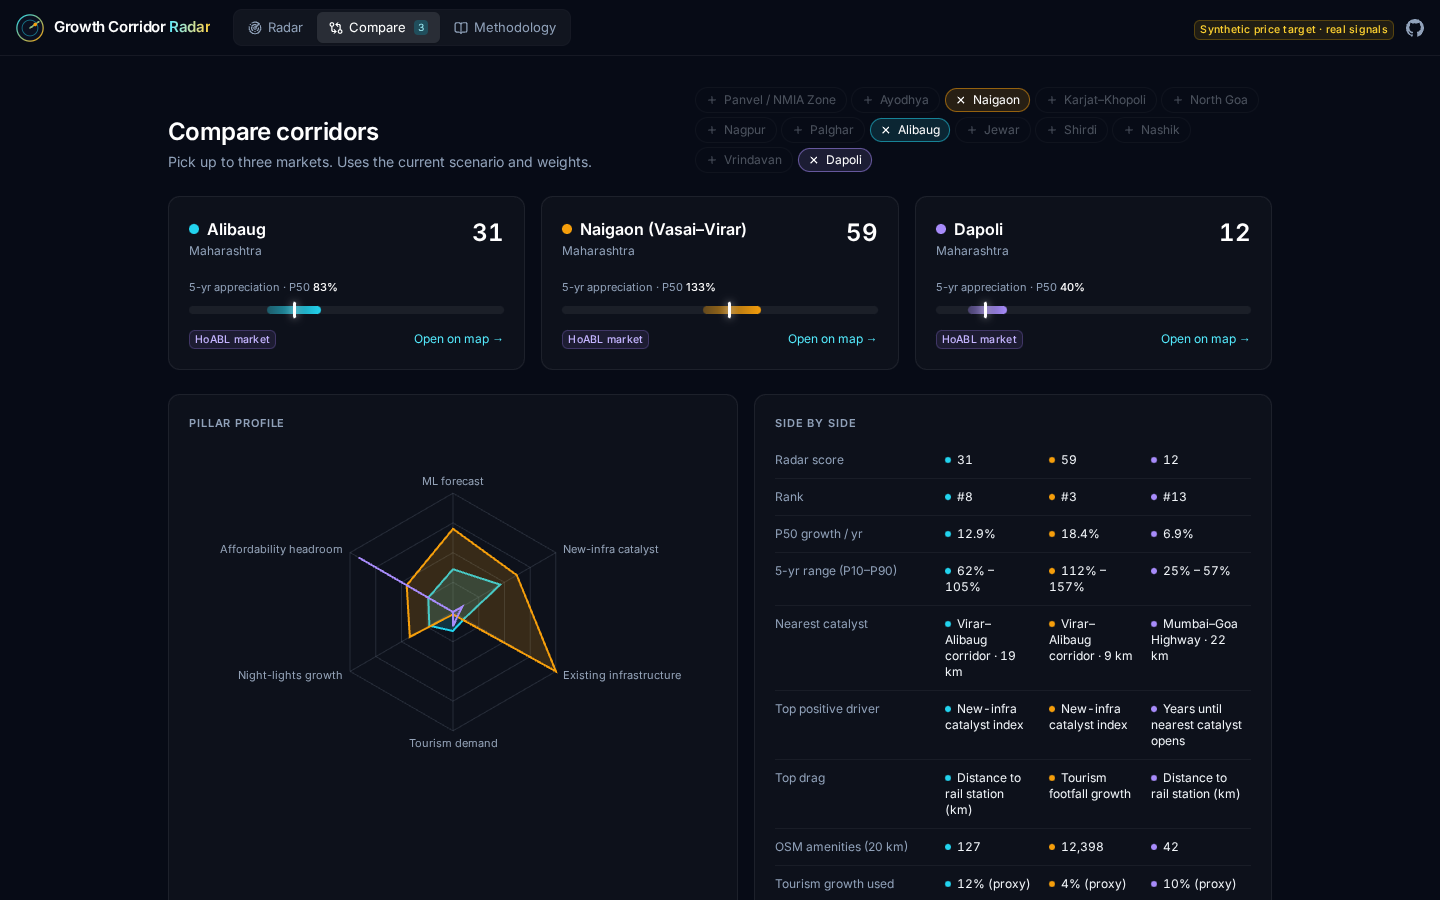 Growth Corridor Radar
Radar
Compare 3
Methodology
Synthetic price target · real signals
Compare corridors
Pick up to three markets. Uses the current scenario and weights.
+ Panvel / NMIA Zone + Ayodhya × Naigaon + Karjat–Khopoli + North Goa
+ Nagpur + Palghar × Alibaug + Jewar + Shirdi + Nashik
+ Vrindavan × Dapoli
Alibaug 31
Maharashtra
5-yr appreciation · P50 83%
HoABL market Open on map →
Naigaon (Vasai–Virar) 59
Maharashtra
5-yr appreciation · P50 133%
HoABL market Open on map →
Dapoli 12
Maharashtra
5-yr appreciation · P50 40%
HoABL market Open on map →
PILLAR PROFILE
ML forecast
Affordability headroom
New-infra catalyst
Night-lights growth
Existing infrastructure
Tourism demand
SIDE BY SIDE
Radar score 31 59 12
Rank #8 #3 #13
P50 growth / yr 12.9% 18.4% 6.9%
5-yr range (P10–P90) 62% – 112% – 25% – 57%
105% 157%
Nearest catalyst Virar– Virar– Mumbai–Goa
Alibaug Alibaug Highway · 22
corridor · 19 corridor · 9 km km
km
Top positive driver New-infra New-infra Years until
catalyst index catalyst index nearest catalyst
opens
Top drag Distance to Tourism Distance to
rail station footfall growth rail station (km)
(km)
OSM amenities (20 km) 127 12,398 42
Tourism growth used 12% (proxy) 4% (proxy) 10% (proxy)